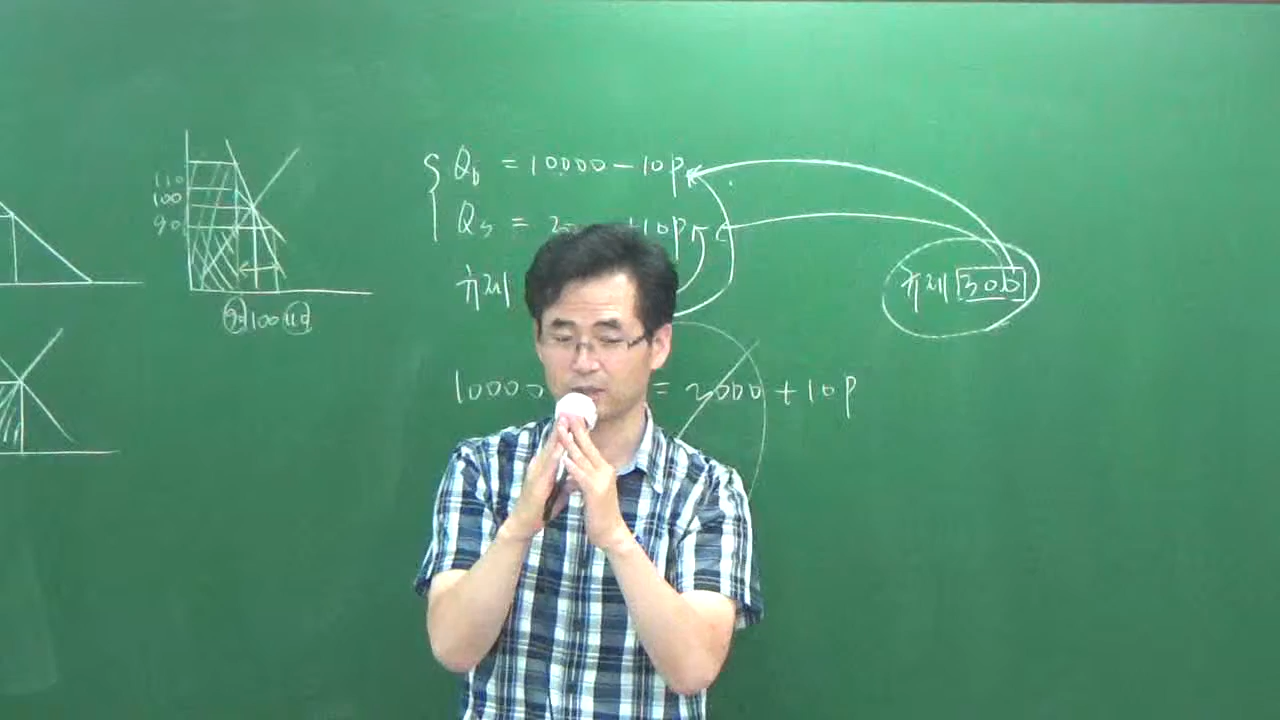 110
100
90
90 100 110
Q_D = 10000 - 10P
Q_S = 20 +10P
규제
규제 300
10000 = 2000 + 10P